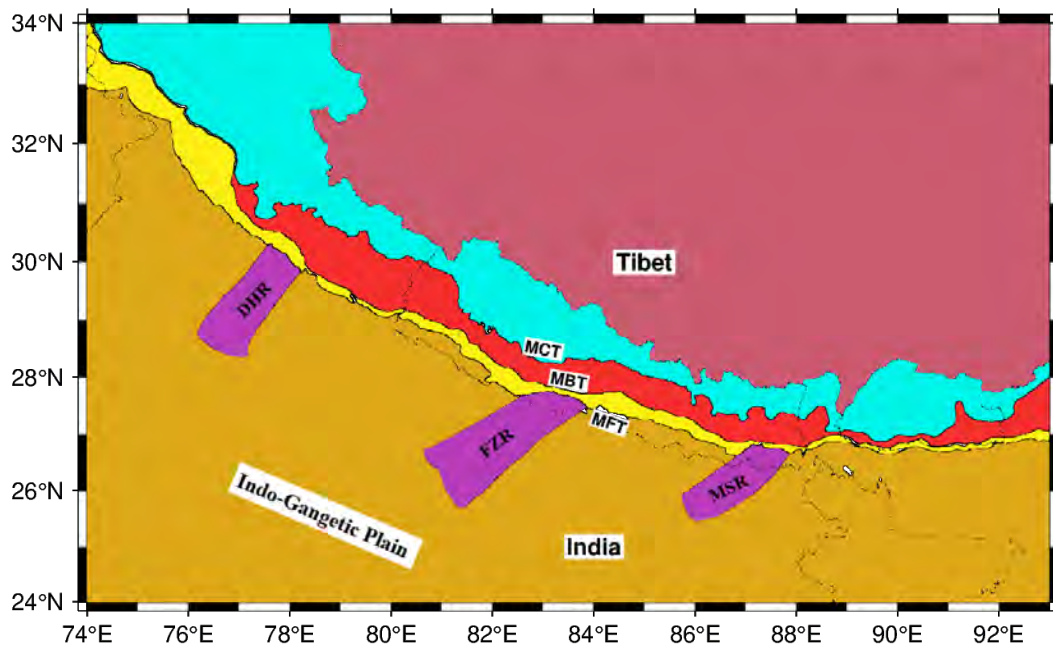 34°N
32°N
30°N
28°N
26°N
24°N
Tibet
DHR
MCT
MBT
MFT
FZR
MSR
Indo-Gangetic Plain
India
74°E 76°E 78°E 80°E 82°E 84°E 86°E 88°E 90°E 92°E